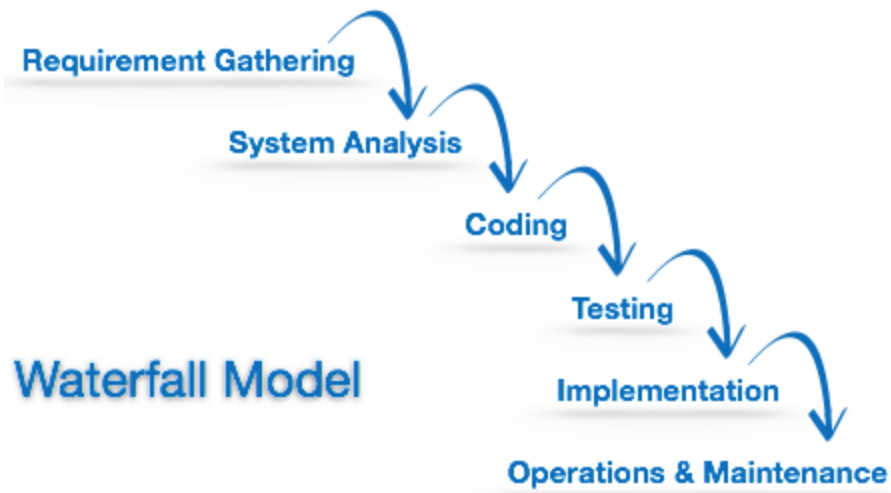 Requirement Gathering
System Analysis
Coding
Testing
Waterfall Model
Implementation
Operations & Maintenance